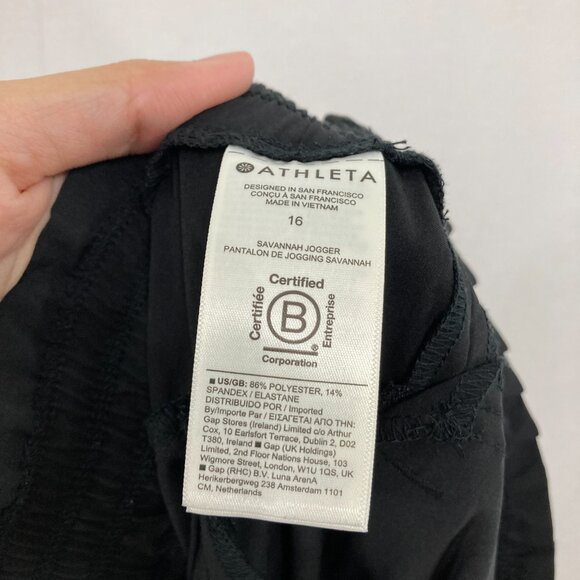 ATHLETA
DESIGNED IN SAN FRANCISCO
CONÇU À SAN FRANCISCO
MADE IN VIETNAM
16
SAVANNAH JOGGER
PANTALON DE JOGGING SAVANNAH
Certified
Certifiée
B
Entreprise
®
Corporation
■ US/GB: 86% POLYESTER, 14%
SPANDEX / ELASTANE
DISTRIBUIDO POR / Imported
By/Importe Par / ΕΙΣΑΓΕΤΑΙ ΑΠΟ ΤΗΝ:
Gap Stores (Ireland) Limited c/o Arthur
Cox, 10 Earlsfort Terrace, Dublin 2, D02
T380, Ireland ■ Gap (UK Holdings)
Limited, 2nd Floor Nations House, 103
Wigmore Street, London, W1U 1QS, UK
■ Gap (RHC) B.V. Luna ArenA
Herikerbergweg 238 Amsterdam 1101
CM, Netherlands